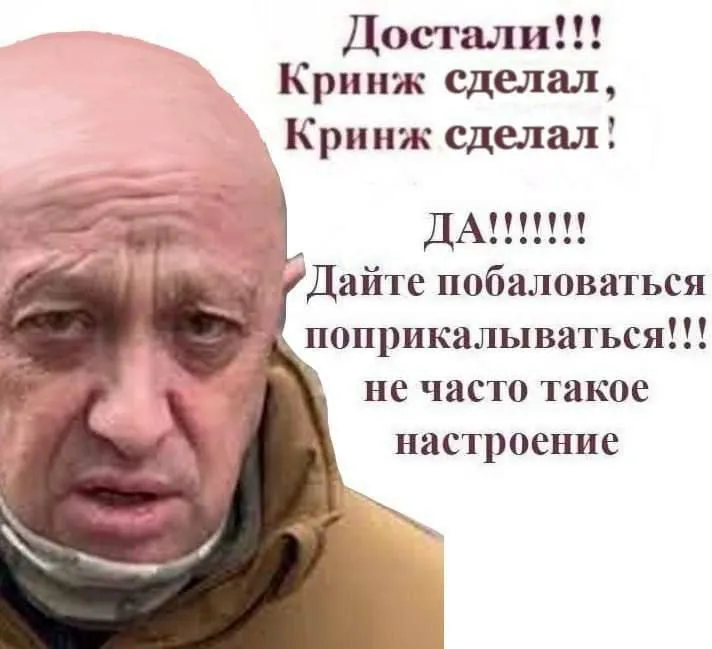 Достали!!!
Кринж сделал,
Кринж сделал!
ДА!!!!!!!
Дайте побаловаться
поприкалываться!!!
не часто такое
настроение